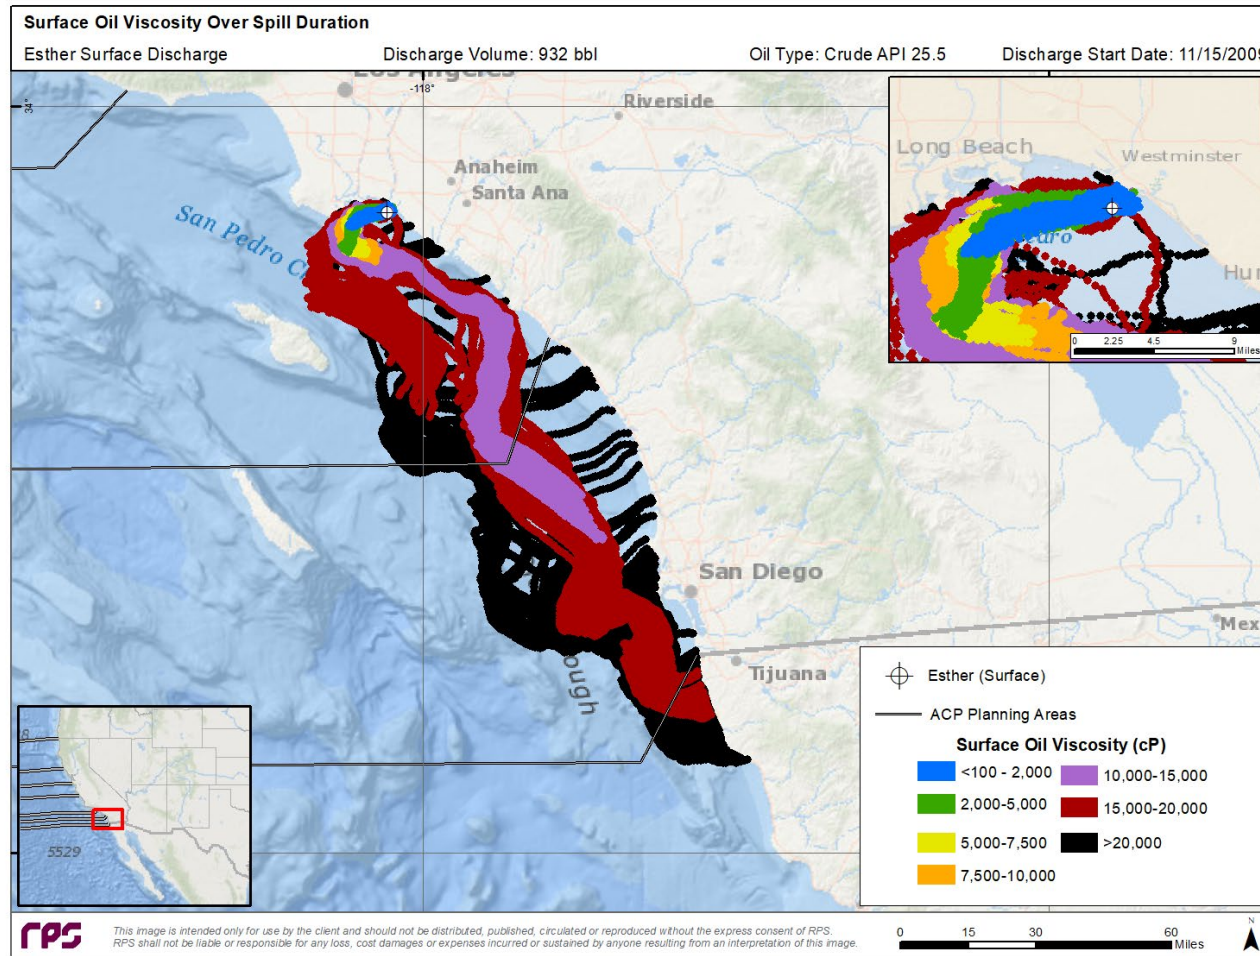 Surface Oil Viscosity Over Spill Duration
Esther Surface Discharge Discharge Volume: 932 bbl Oil Type: Crude API 25.5 Discharge Start Date: 11/15/2009
Los Angeles
-118°
34°
Riverside
Anaheim
Santa Ana
San Pedro C
San Diego
Tijuana
Mex
ough
Long Beach
Westminster
edro
Hu
0 2.25 4.5 9
Miles
Esther (Surface)
ACP Planning Areas
Surface Oil Viscosity (cP)
<100 - 2,000
2,000-5,000
5,000-7,500
7,500-10,000
10,000-15,000
15,000-20,000
>20,000
5529
rps
This image is intended only for use by the client and should not be distributed, published, circulated or reproduced without the express consent of RPS.
RPS shall not be liable or responsible for any loss, cost damages or expenses incurred or sustained by anyone resulting from an interpretation of this image.
0 15 30 60
Miles
N